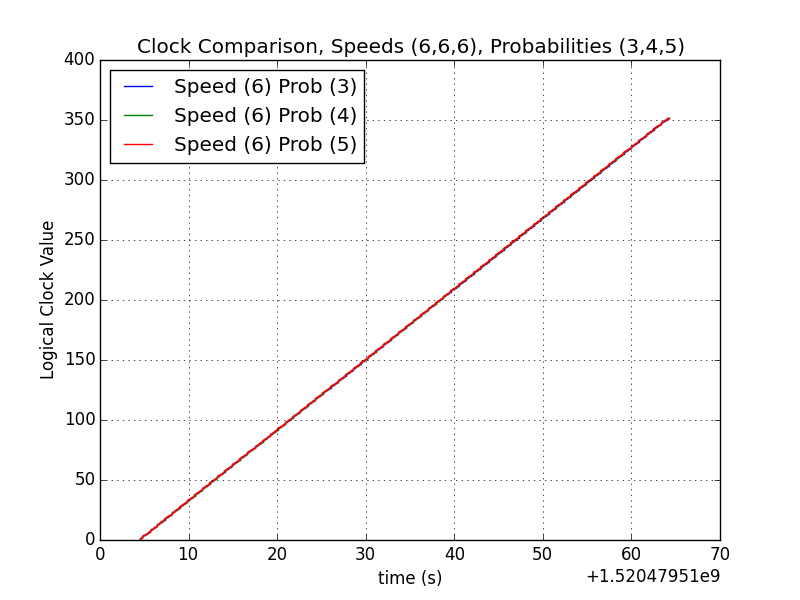 Clock Comparison, Speeds (6,6,6), Probabilities (3,4,5)
400
350
300
250
200
150
100
50
0
Logical Clock Value
Speed (6) Prob (3)
Speed (6) Prob (4)
Speed (6) Prob (5)
0 10 20 30 40 50 60 70
time (s)
+1.52047951e9